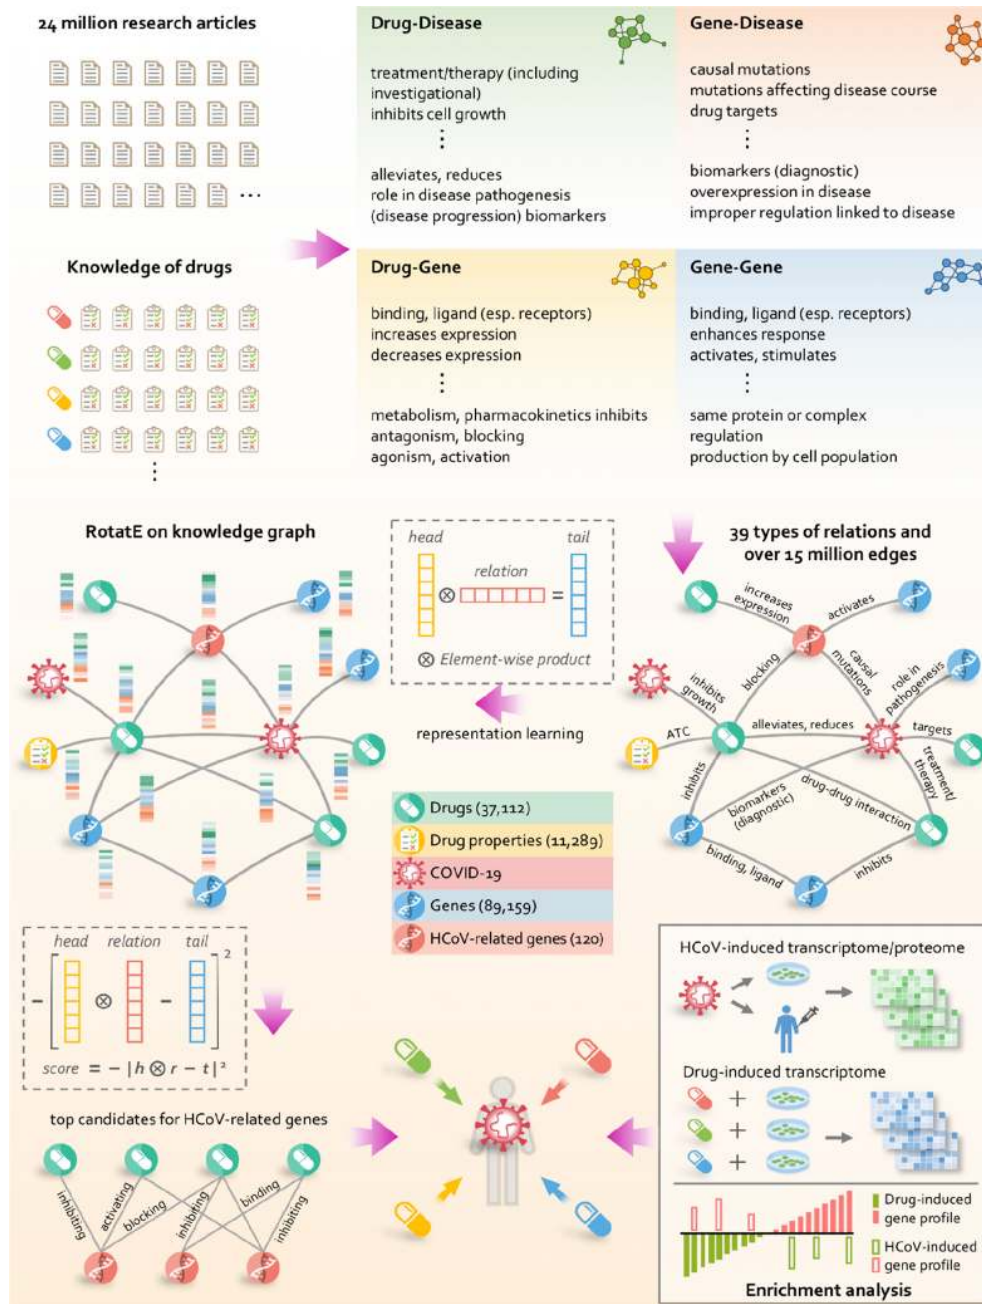 24 million research articles
Knowledge of drugs
Drug-Disease
treatment/therapy (including
investigational)
inhibits cell growth
alleviates, reduces
role in disease pathogenesis
(disease progression) biomarkers
Gene-Disease
causal mutations
mutations affecting disease course
drug targets
biomarkers (diagnostic)
overexpression in disease
improper regulation linked to disease
Drug-Gene
binding, ligand (esp. receptors)
increases expression
decreases expression
metabolism, pharmacokinetics inhibits
antagonism, blocking
agonism, activation
Gene-Gene
binding, ligand (esp. receptors)
enhances response
activates, stimulates
same protein or complex
regulation
production by cell population
RotatE on knowledge graph
head
relation
tail
⊗
=
⊗ Element-wise product
representation learning
39 types of relations and
over 15 million edges
increases
expression
activates
blocking
causal
mutations
role in
pathogenesis
inhibits
growth
ATC
alleviates, reduces
targets
treatment/
therapy
inhibits
biomarkers
(diagnostic)
drug-drug interaction
binding, ligand
inhibits
Drugs (37,112)
Drug properties (11,289)
COVID-19
Genes (89,159)
HCoV-related genes (120)
head relation tail
− ⊗ − 2
score = − |h ⊗ r − t|²
top candidates for HCoV-related genes
inhibiting
activating
blocking
inhibiting
binding
inhibiting
HCoV-induced transcriptome/proteome
Drug-induced transcriptome
+
+
+
Drug-induced
gene profile
HCoV-induced
gene profile
Enrichment analysis